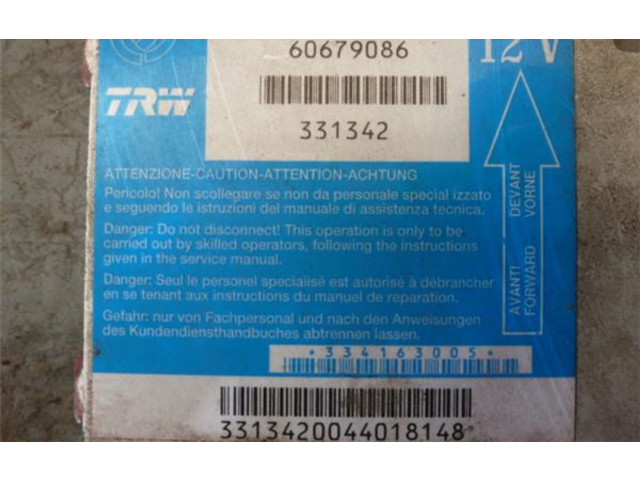 60679086
12 V
TRW
331342
ATTENZIONE-CAUTION-ATTENTION-ACHTUNG
Pericolo! Non scollegare se non da personale special izzato
e seguendo le istruzioni del manuale di assistenza tecnica.
Danger: Do not disconnect! This operation is only to be
carried out by skilled operators, following the instructions
given in the service manual.
Danger: Seul le personel specialisé est autorisé à débrancher
en se tenant aux instructions du manuel de reparation.
Gefahr: nur von Fachpersonal und nach den Anweisungen
des Kundendiensthandbuches abtrennen lassen.
AVANTI DEVANT
FORWARD VORNE
*334163005*
3313420044018148